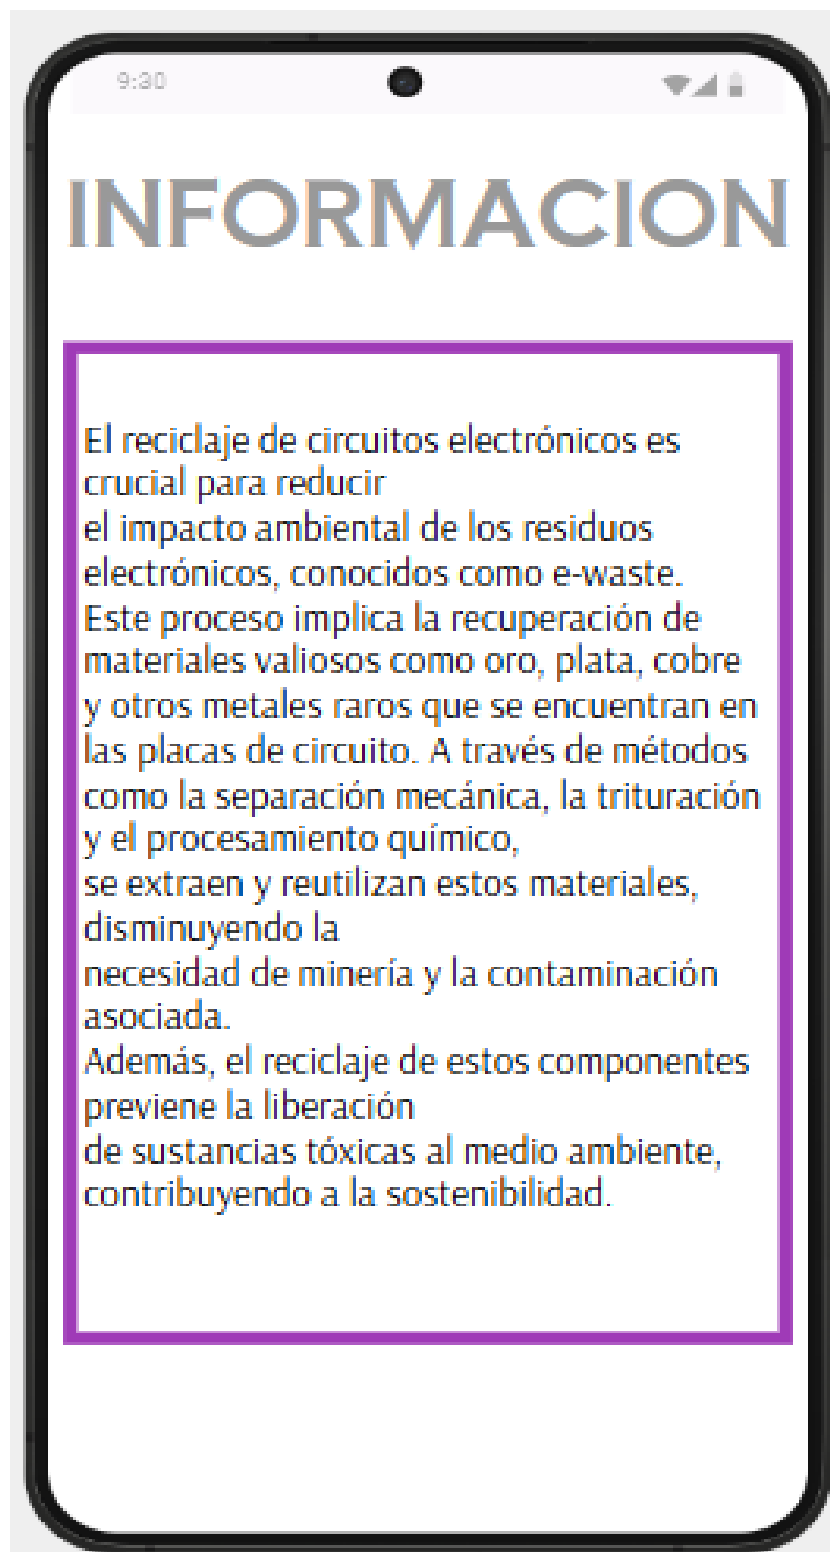 9:30
INFORMACION
El reciclaje de circuitos electrónicos es
crucial para reducir
el impacto ambiental de los residuos
electrónicos, conocidos como e-waste.
Este proceso implica la recuperación de
materiales valiosos como oro, plata, cobre
y otros metales raros que se encuentran en
las placas de circuito. A través de métodos
como la separación mecánica, la trituración
y el procesamiento químico,
se extraen y reutilizan estos materiales,
disminuyendo la
necesidad de minería y la contaminación
asociada.
Además, el reciclaje de estos componentes
previene la liberación
de sustancias tóxicas al medio ambiente,
contribuyendo a la sostenibilidad.